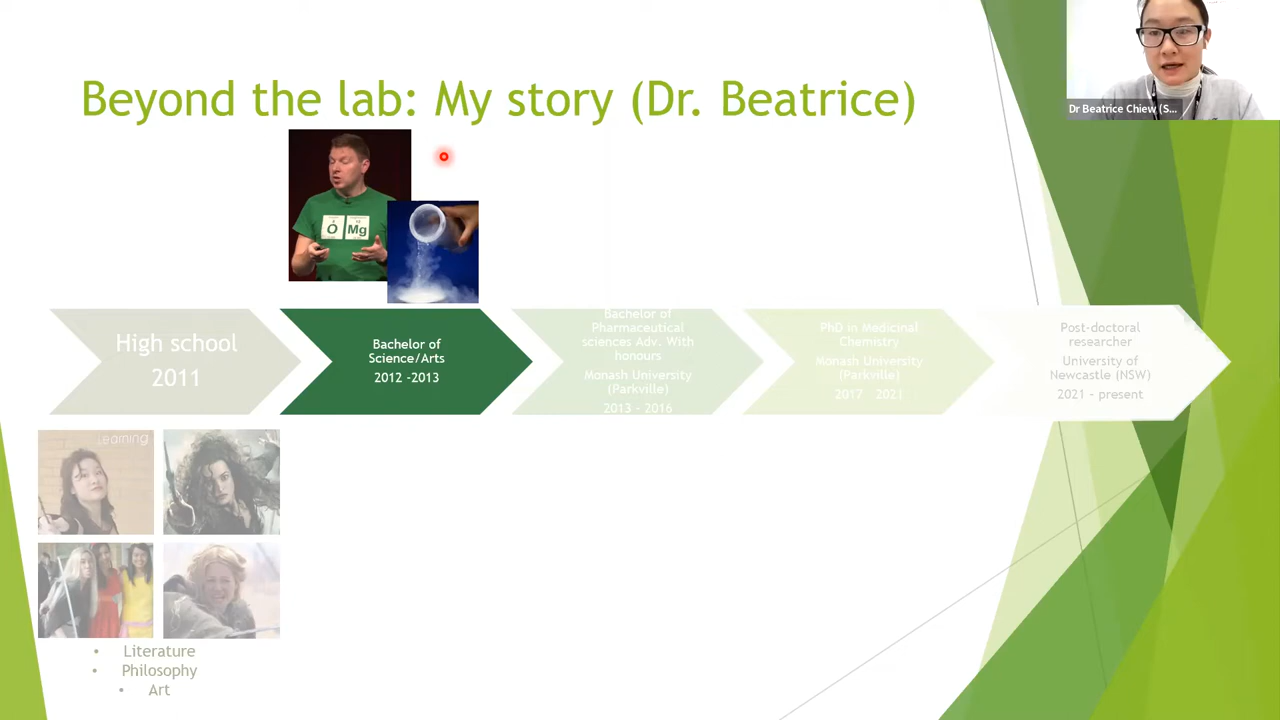 Beyond the lab: My story (Dr. Beatrice)
Dr Beatrice Chiew (S...
O Mg
High school
2011
Bachelor of
Science/Arts
2012 -2013
Bachelor of
Pharmaceutical
sciences Adv. With
honours
Monash University
(Parkville)
2013 - 2016
PhD in Medicinal
Chemistry
Monash University
(Parkville)
2017 - 2021
Post-doctoral
researcher
University of
Newcastle (NSW)
2021 - present
Learning
• Literature
• Philosophy
• Art